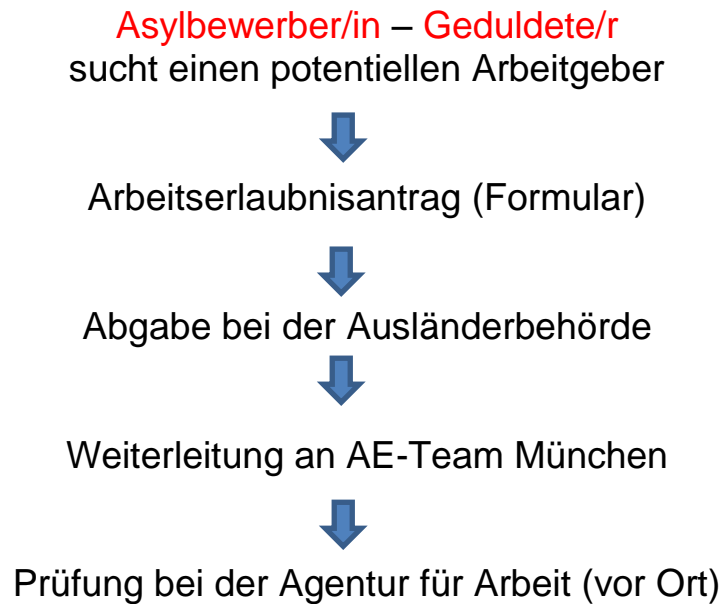 Asylbewerber/in – Geduldete/r
sucht einen potentiellen Arbeitgeber
Arbeitserlaubnisantrag (Formular)
Abgabe bei der Ausländerbehörde
Weiterleitung an AE-Team München
Prüfung bei der Agentur für Arbeit (vor Ort)